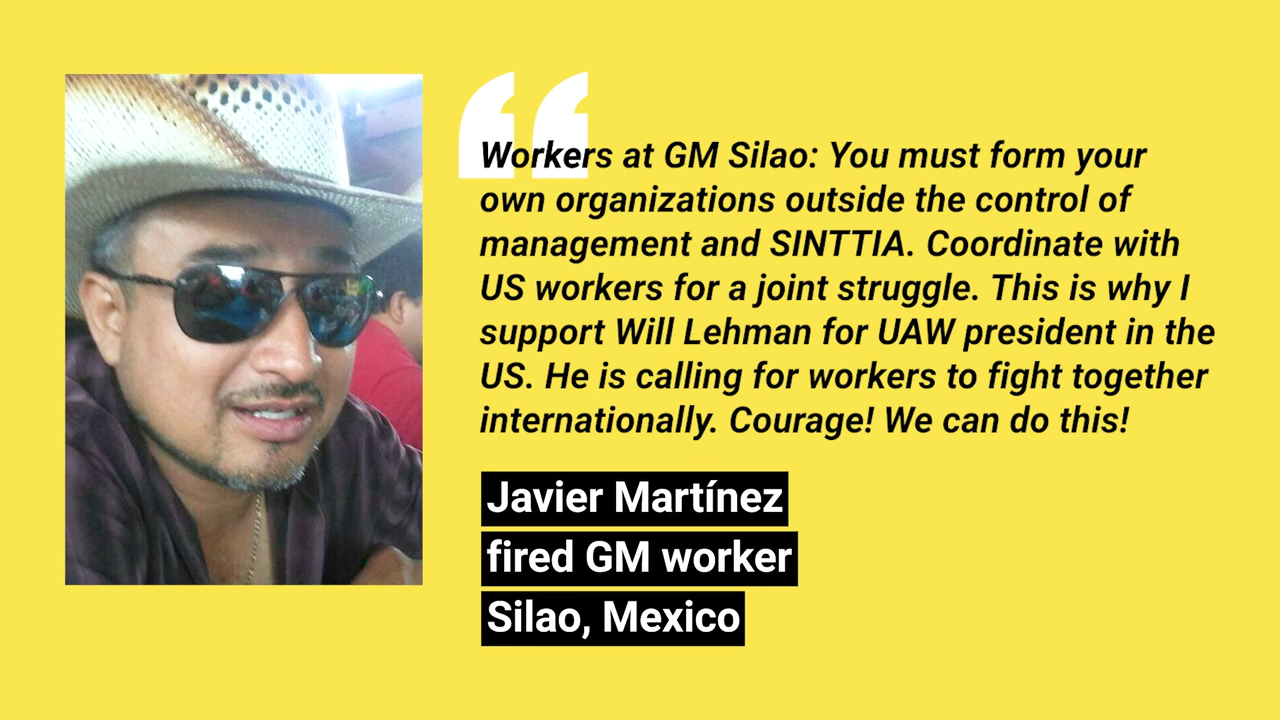 Workers at GM Silao: You must form your
own organizations outside the control of
management and SINTTIA. Coordinate with
US workers for a joint struggle. This is why I
support Will Lehman for UAW president in the
US. He is calling for workers to fight together
internationally. Courage! We can do this!
Javier Martínez
fired GM worker
Silao, Mexico